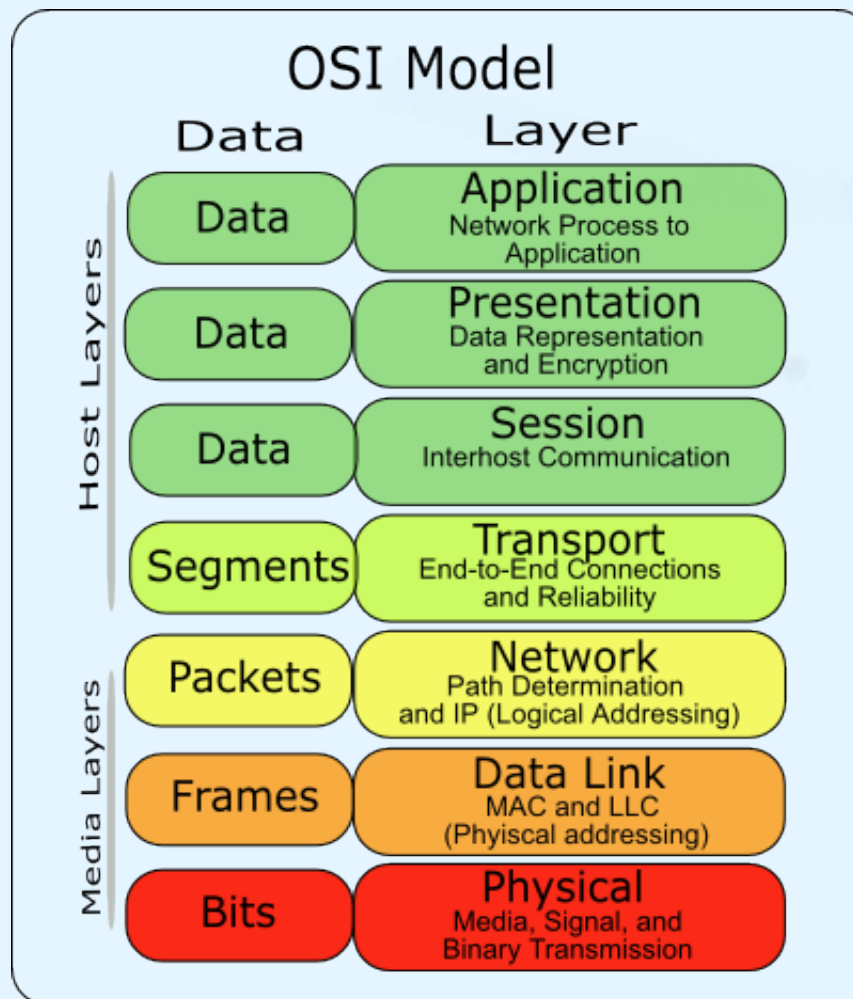 OSI Model
Data Layer
Host Layers
Data
Application
Network Process to
Application
Data
Presentation
Data Representation
and Encryption
Data
Session
Interhost Communication
Segments
Transport
End-to-End Connections
and Reliability
Media Layers
Packets
Network
Path Determination
and IP (Logical Addressing)
Frames
Data Link
MAC and LLC
(Phyiscal addressing)
Bits
Physical
Media, Signal, and
Binary Transmission